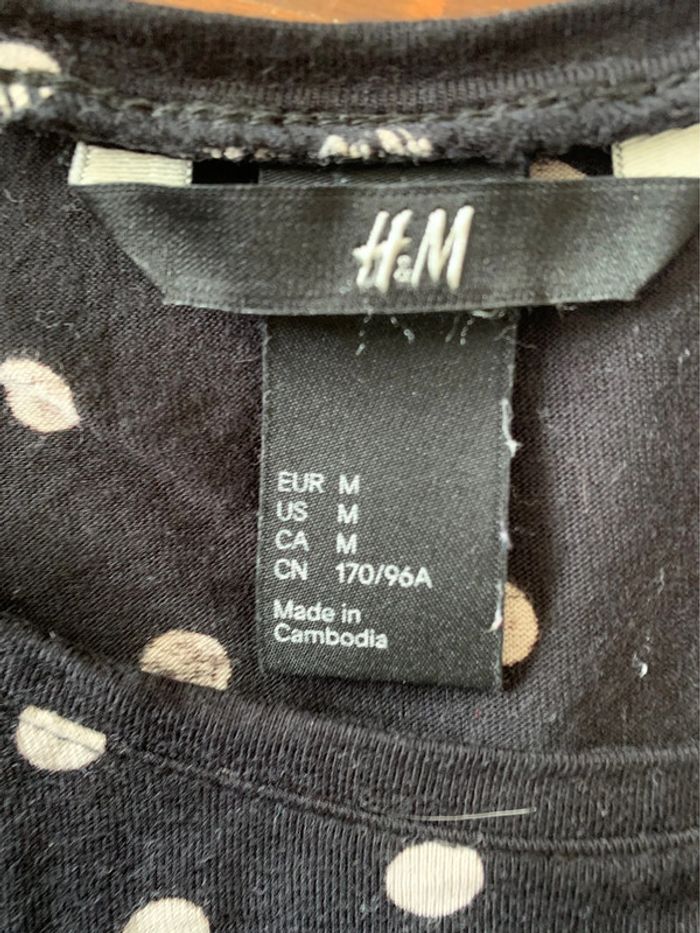 H&M
EUR M
US M
CA M
CN 170/96A
Made in
Cambodia